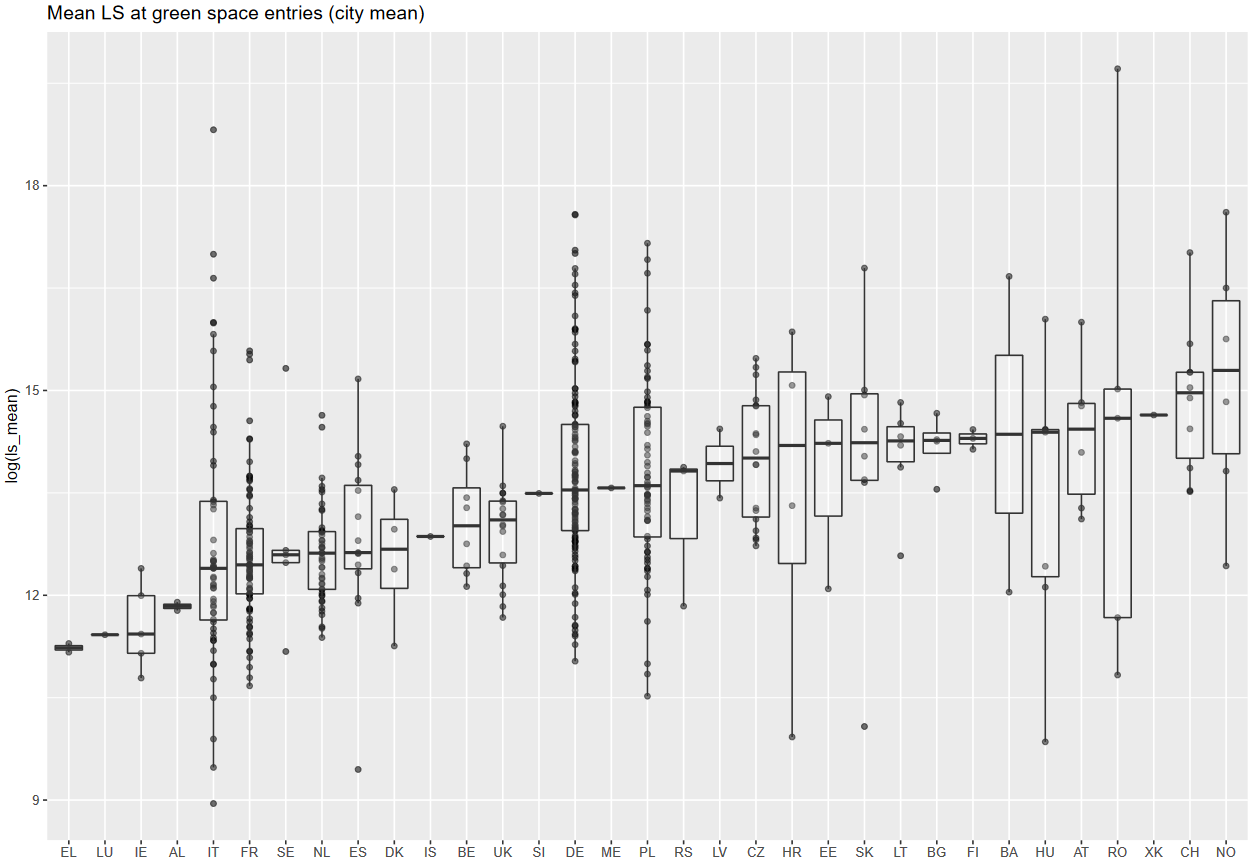 Mean LS at green space entries (city mean)
log(ls_mean)
18
15
12
9
EL LU IE AL IT FR SE NL ES DK IS BE UK SI DE ME PL RS LV CZ HR EE SK LT BG FI BA HU AT RO XK CH NO